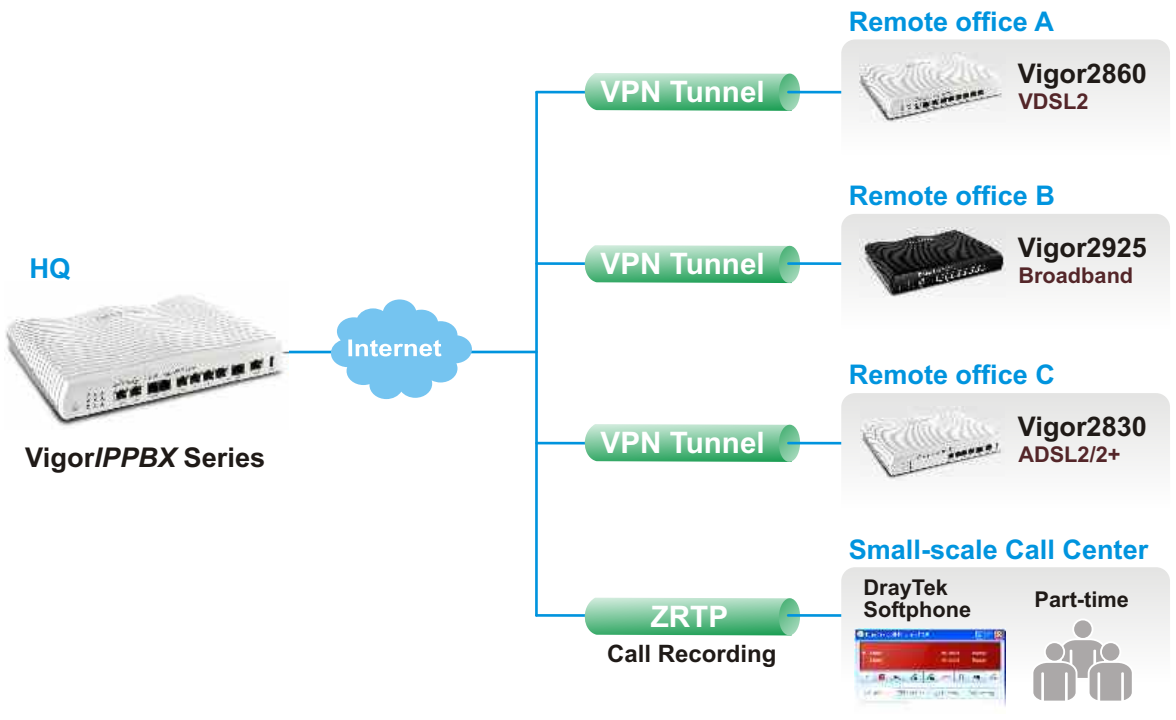 HQ
VigorIPPBX Series
Internet
VPN Tunnel
Remote office A
Vigor2860
VDSL2
VPN Tunnel
Remote office B
Vigor2925
Broadband
VPN Tunnel
Remote office C
Vigor2830
ADSL2/2+
ZRTP
Call Recording
Small-scale Call Center
DrayTek
Softphone
Part-time